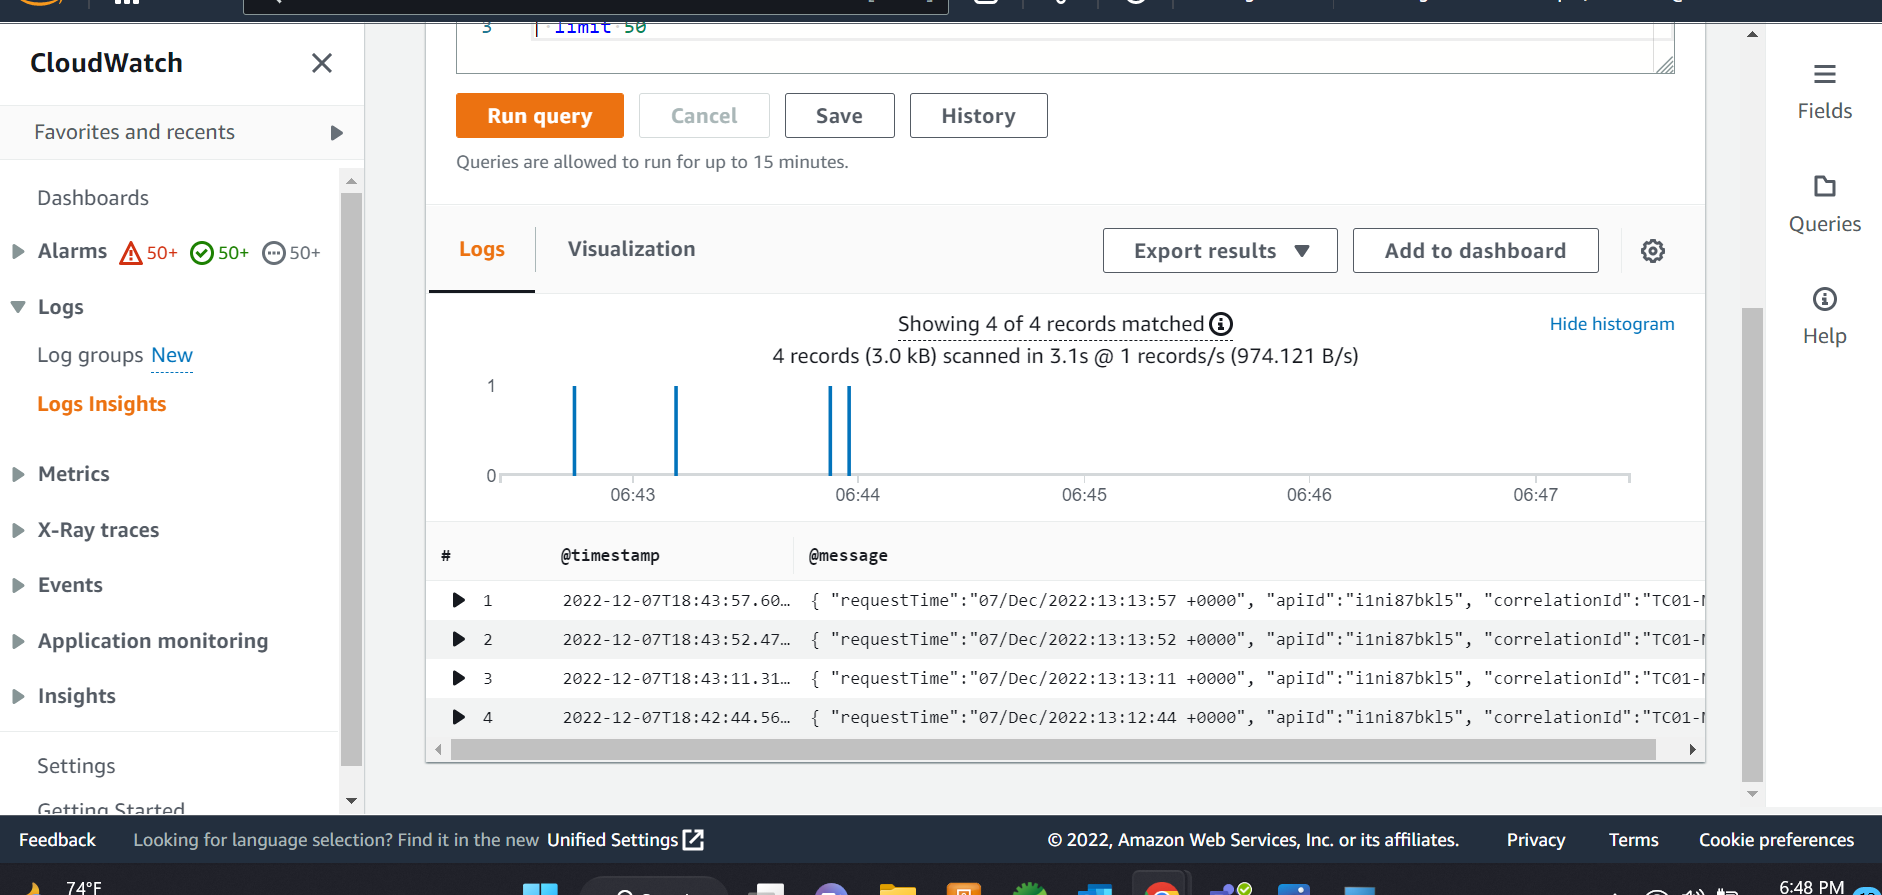 3 | limit 50
CloudWatch
Favorites and recents
Dashboards
Alarms 50+ 50+ 50+
Logs
Log groups New
Logs Insights
Metrics
X-Ray traces
Events
Application monitoring
Insights
Settings
Getting Started
Run query Cancel Save History
Queries are allowed to run for up to 15 minutes.
Logs Visualization Export results Add to dashboard
Showing 4 of 4 records matched
Hide histogram
4 records (3.0 kB) scanned in 3.1s @ 1 records/s (974.121 B/s)
1
0
06:43 06:44 06:45 06:46 06:47
# @timestamp @message
1 2022-12-07T18:43:57.60... { "requestTime":"07/Dec/2022:13:13:57 +0000", "apiId":"i1ni87bkl5", "correlationId":"TC01-
2 2022-12-07T18:43:52.47... { "requestTime":"07/Dec/2022:13:13:52 +0000", "apiId":"i1ni87bkl5", "correlationId":"TC01-
3 2022-12-07T18:43:11.31... { "requestTime":"07/Dec/2022:13:13:11 +0000", "apiId":"i1ni87bkl5", "correlationId":"TC01-
4 2022-12-07T18:42:44.56... { "requestTime":"07/Dec/2022:13:12:44 +0000", "apiId":"i1ni87bkl5", "correlationId":"TC01-
Fields
Queries
Help
Feedback Looking for language selection? Find it in the new Unified Settings © 2022, Amazon Web Services, Inc. or its affiliates. Privacy Terms Cookie preferences
74°F
6:48 PM